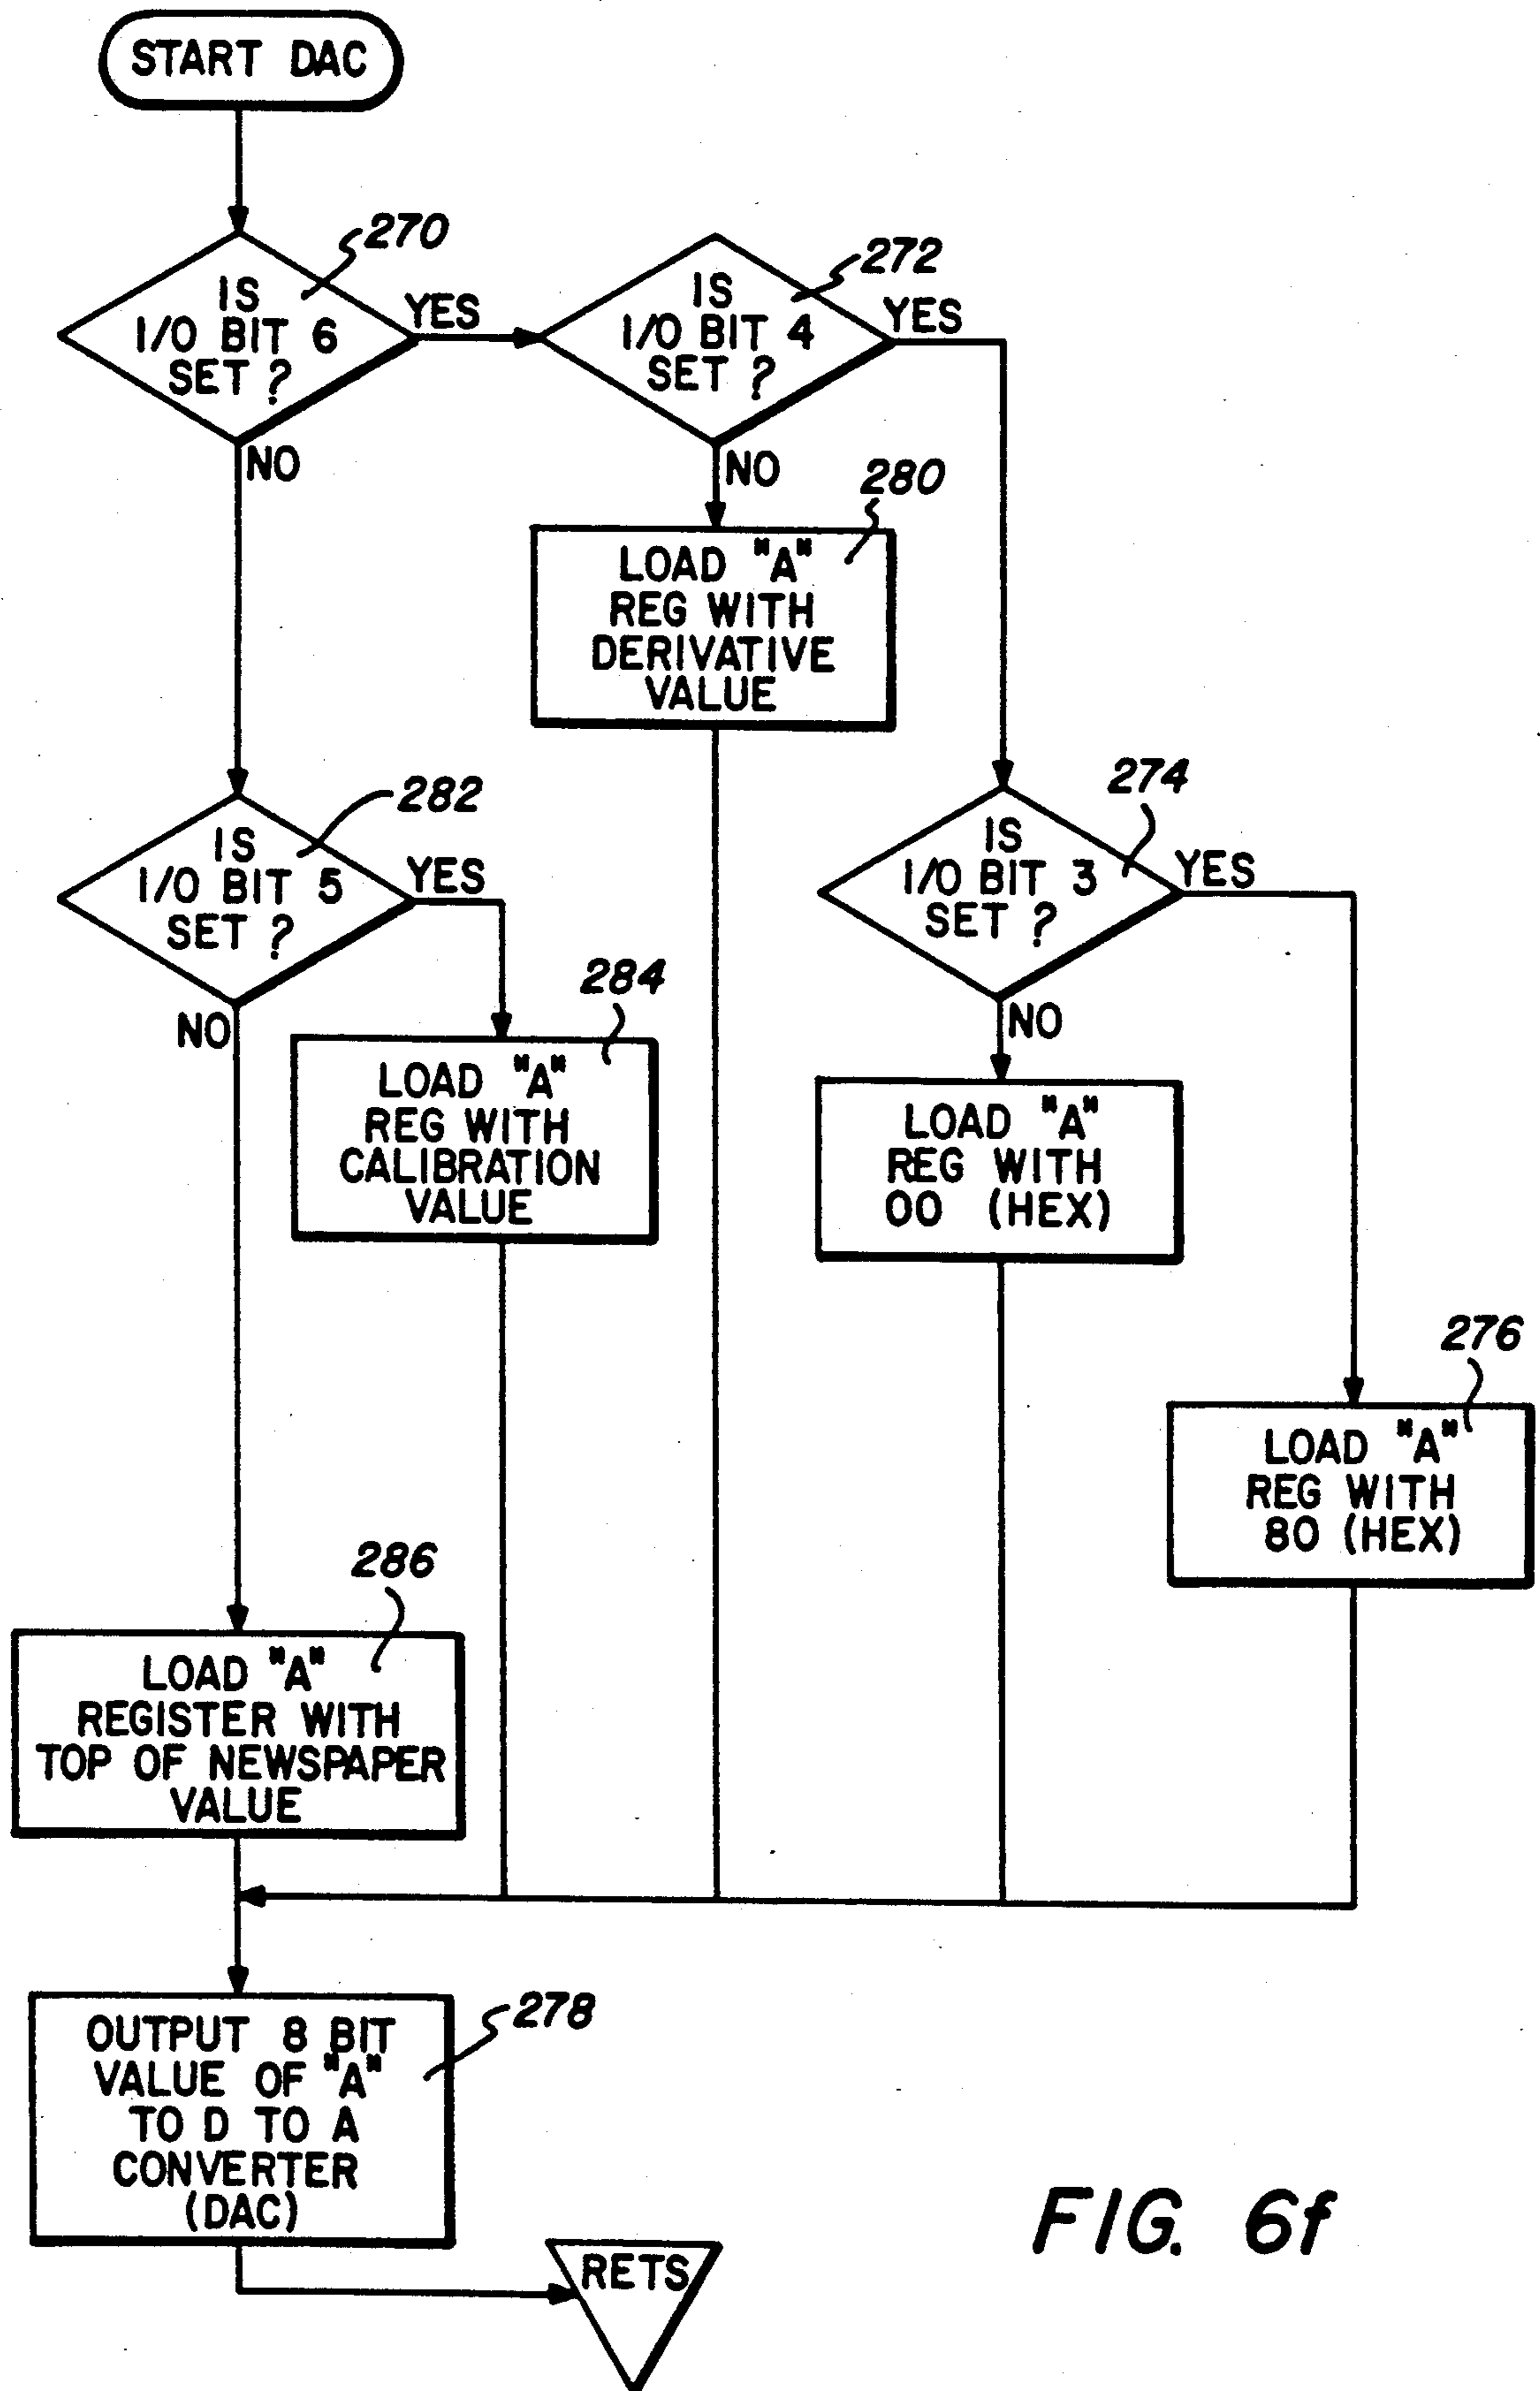 START DAC
270
IS
I/O BIT 6
SET ?
YES
NO
272
IS
I/O BIT 4
SET ?
YES
NO
280
LOAD "A"
REG WITH
DERIVATIVE
VALUE
282
IS
I/O BIT 5
SET ?
YES
NO
274
IS
I/O BIT 3
SET ?
YES
NO
284
LOAD "A"
REG WITH
CALIBRATION
VALUE
LOAD "A"
REG WITH
00 (HEX)
276
LOAD "A"
REG WITH
80 (HEX)
286
LOAD "A"
REGISTER WITH
TOP OF NEWSPAPER
VALUE
278
OUTPUT 8 BIT
VALUE OF "A"
TO D TO A
CONVERTER
(DAC)
RETS
FIG. 6f